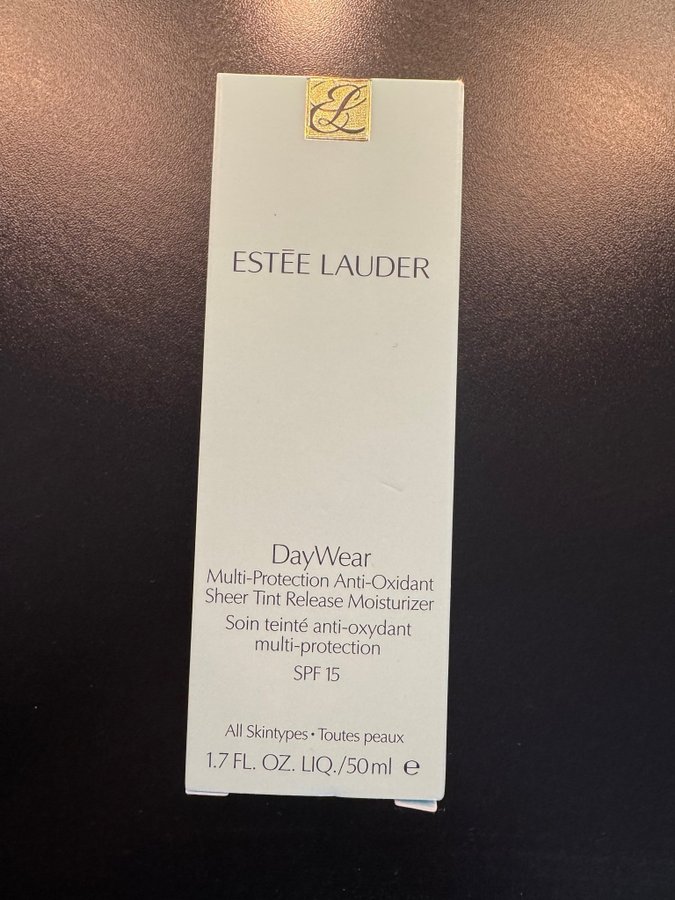 EL
ESTĒE LAUDER
DayWear
Multi-Protection Anti-Oxidant
Sheer Tint Release Moisturizer
Soin teinté anti-oxydant
multi-protection
SPF 15
All Skintypes • Toutes peaux
1.7 FL. OZ. LIQ./50 ml ℮